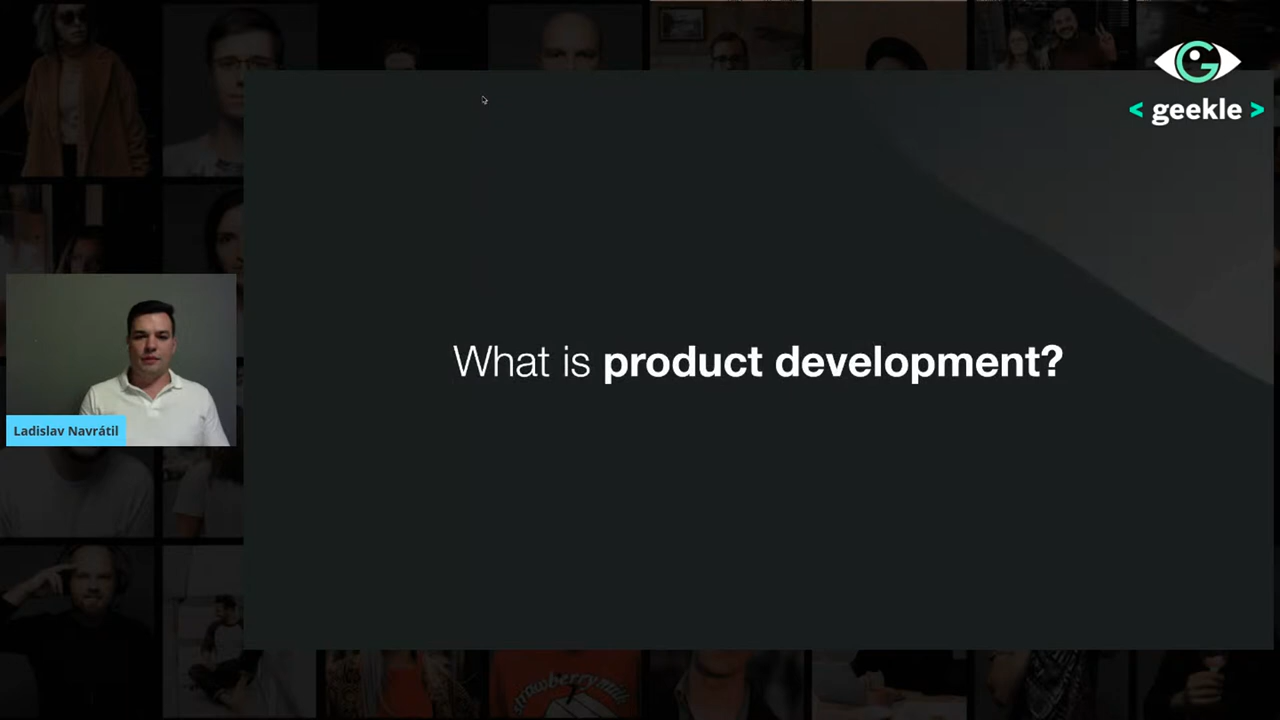 < geekle >
What is product development?
Ladislav Navrátil